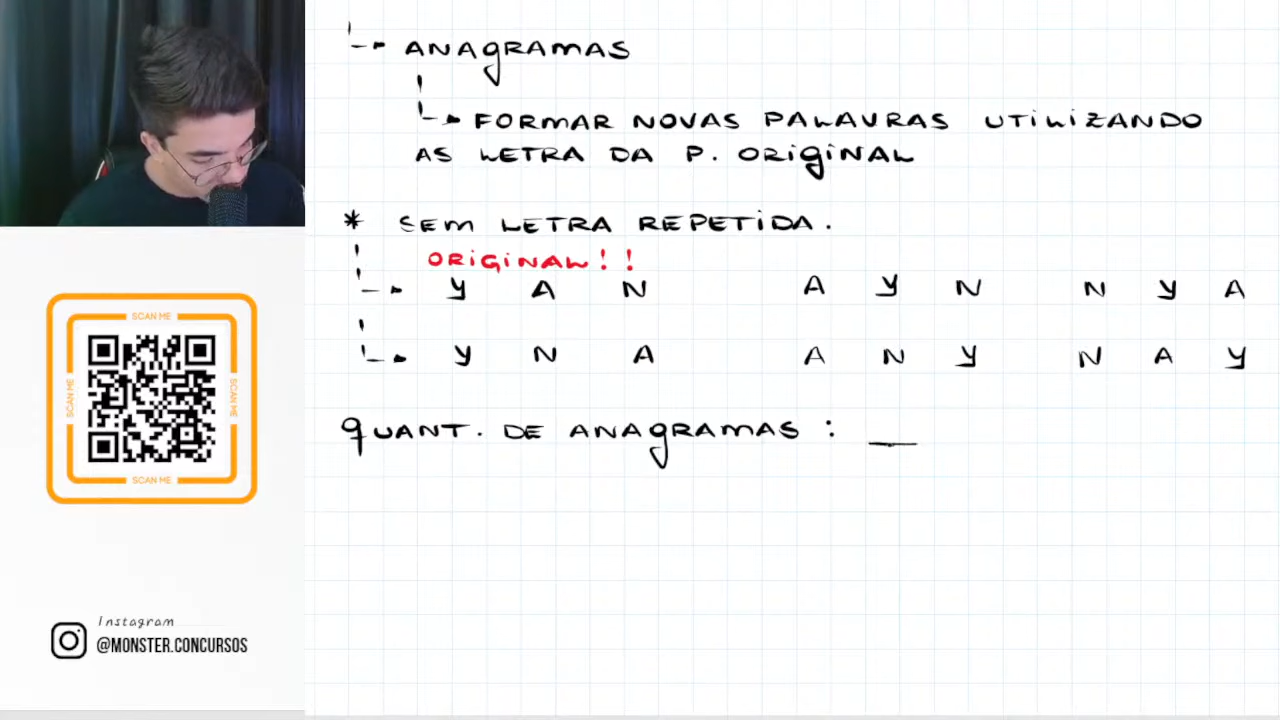 ANAGRAMAS
FORMAR NOVAS PALAVRAS UTILIZANDO
AS LETRA DA P. ORIGINAL
* SEM LETRA REPETIDA.
ORIGINAL!!
Y A N A Y N N Y A
Y N A A N Y N A Y
QUANT. DE ANAGRAMAS : __
SCAN ME
SCAN ME
SCAN ME
SCAN ME
Instagram
@MONSTER.CONCURSOS